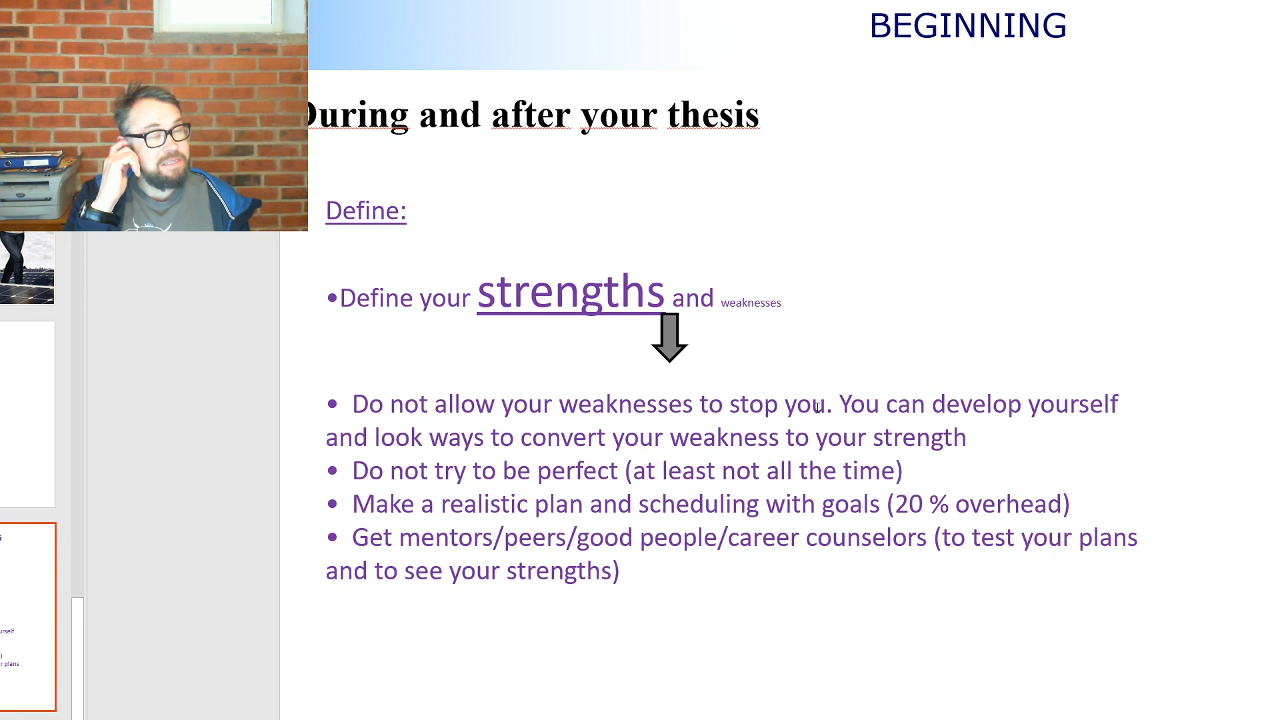 BEGINNING
During and after your thesis
Define:
•Define your strengths and weaknesses
• Do not allow your weaknesses to stop you. You can develop yourself
and look ways to convert your weakness to your strength
• Do not try to be perfect (at least not all the time)
• Make a realistic plan and scheduling with goals (20 % overhead)
• Get mentors/peers/good people/career counselors (to test your plans
and to see your strengths)